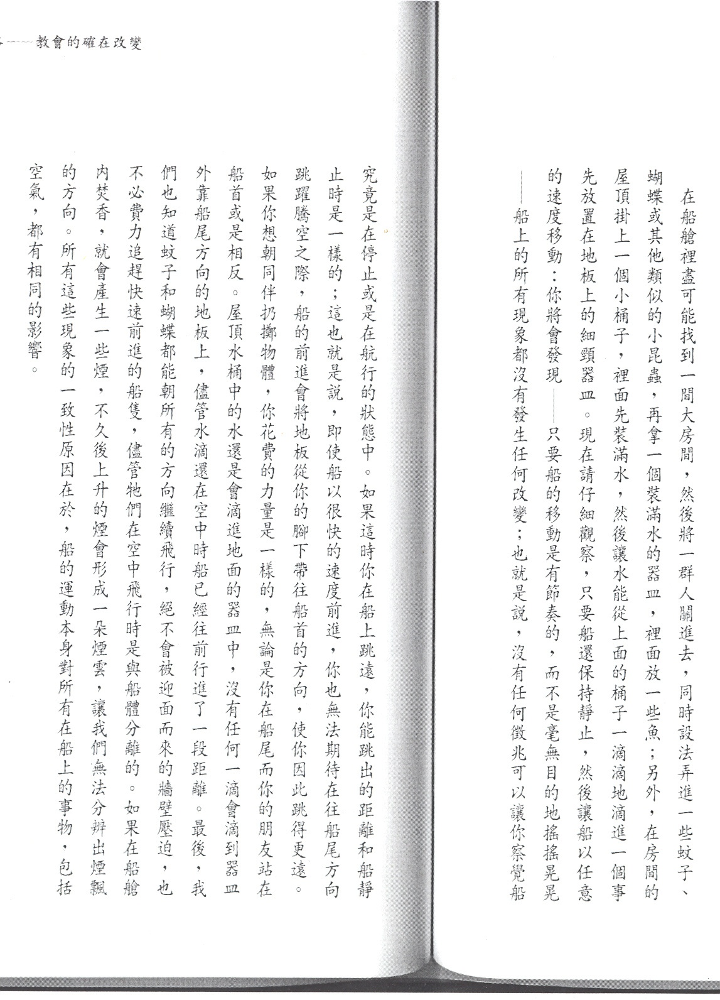 在船艙裡盡可能找到一間大房間，然後將一群人關進去，同時設法弄進一些蚊子、
蝴蝶或其他類似的小昆蟲，再拿一個裝滿水的器皿，裡面放一些魚；另外，在房間的
屋頂掛上一個小桶子，裡面先裝滿水，然後讓水能從上面的桶子一滴滴地滴進一個事
先放置在地板上的細頸器皿。現在請仔細觀察，只要船還保持靜止，然後讓船以任意
的速度移動：你將會發現——只要船的移動是有節奏的，而不是毫無目的地搖搖晃晃
——船上的所有現象都沒有發生任何改變；也就是說，沒有任何徵兆可以讓你察覺船
教會的確在改變
究竟是在停止或是在航行的狀態中。如果這時你在船上跳遠，你能跳出的距離和船靜
止時是一樣的；這也就是説，即使船以很快的速度前進，你也無法期待在往船尾方向
跳躍騰空之際，船的前進會將地板從你的腳下帶往船首的方向，使你因此跳得更遠。
如果你想朝同伴扔擲物體，你花費的力量是一樣的，無論是你在船尾而你的朋友站在
船首或是相反。屋頂水桶中的水還是會滴進地面的器皿中，沒有任何一滴會滴到器皿
外靠船尾方向的地板上，儘管水滴還在空中時船已經往前行進了一段距離。最後，我
們也知道蚊子和蝴蝶都能朝所有的方向繼續飛行，絕不會被迎面而來的牆壁壓迫，也
不必費力追趕快速前進的船隻，儘管牠們在空中飛行時是與船體分離的。如果在船艙
內焚香，就會產生一些煙，不久後上升的煙會形成一朵煙雲，讓我們無法分辨出煙飄
的方向。所有這些現象的一致性原因在於，船的運動本身對所有在船上的事物，包括
空氣，都有相同的影響。